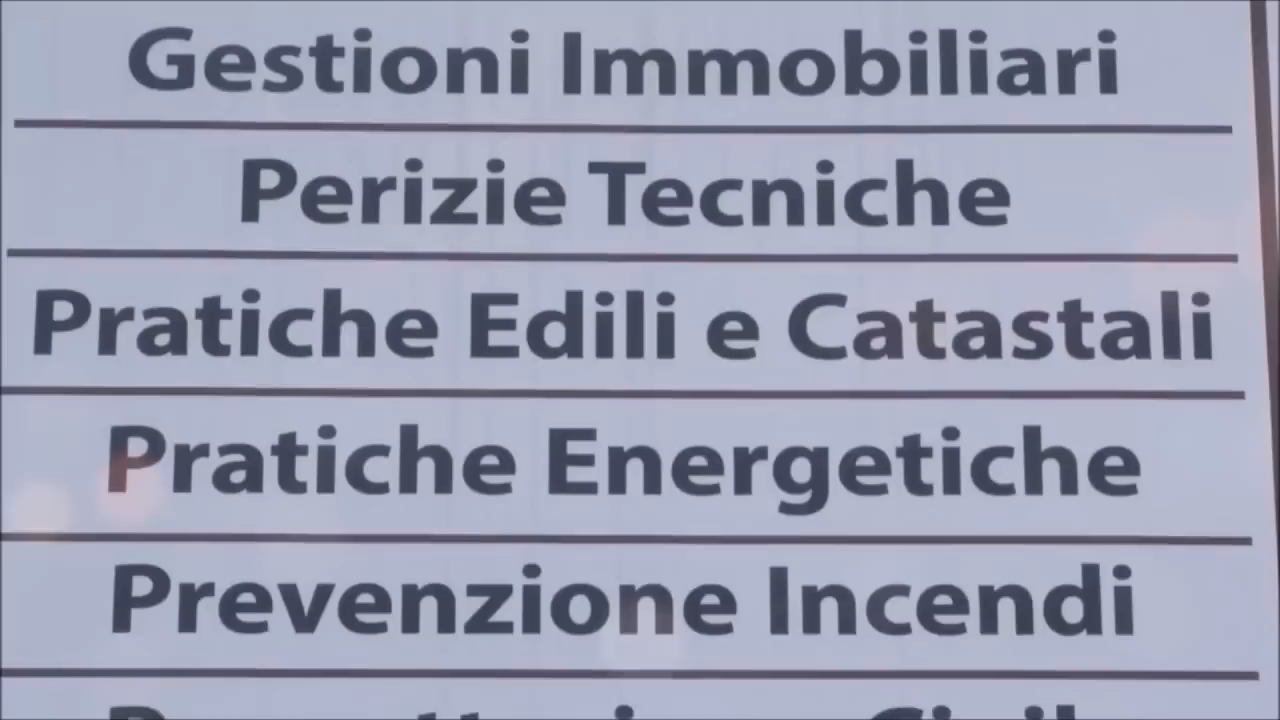 Gestioni Immobiliari
Perizie Tecniche
Pratiche Edili e Catastali
Pratiche Energetiche
Prevenzione Incendi